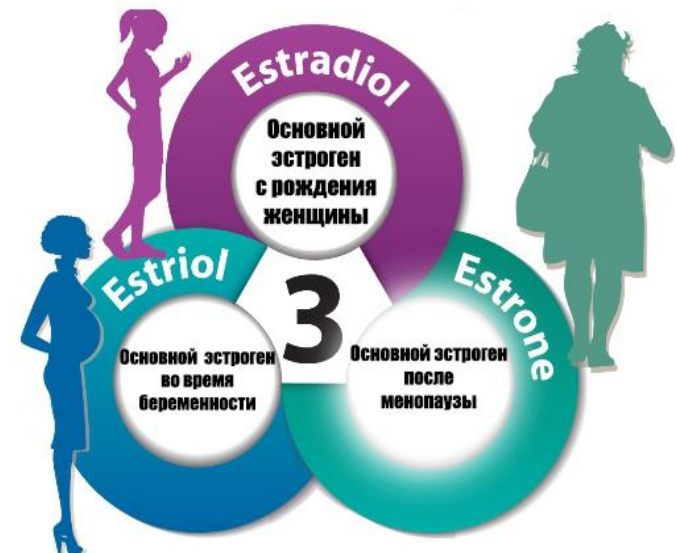 Estradiol
Основной
эстроген
с рождения
женщины
Estriol
Основной эстроген
во время
беременности
3
Estrone
Основной эстроген
после
менопаузы